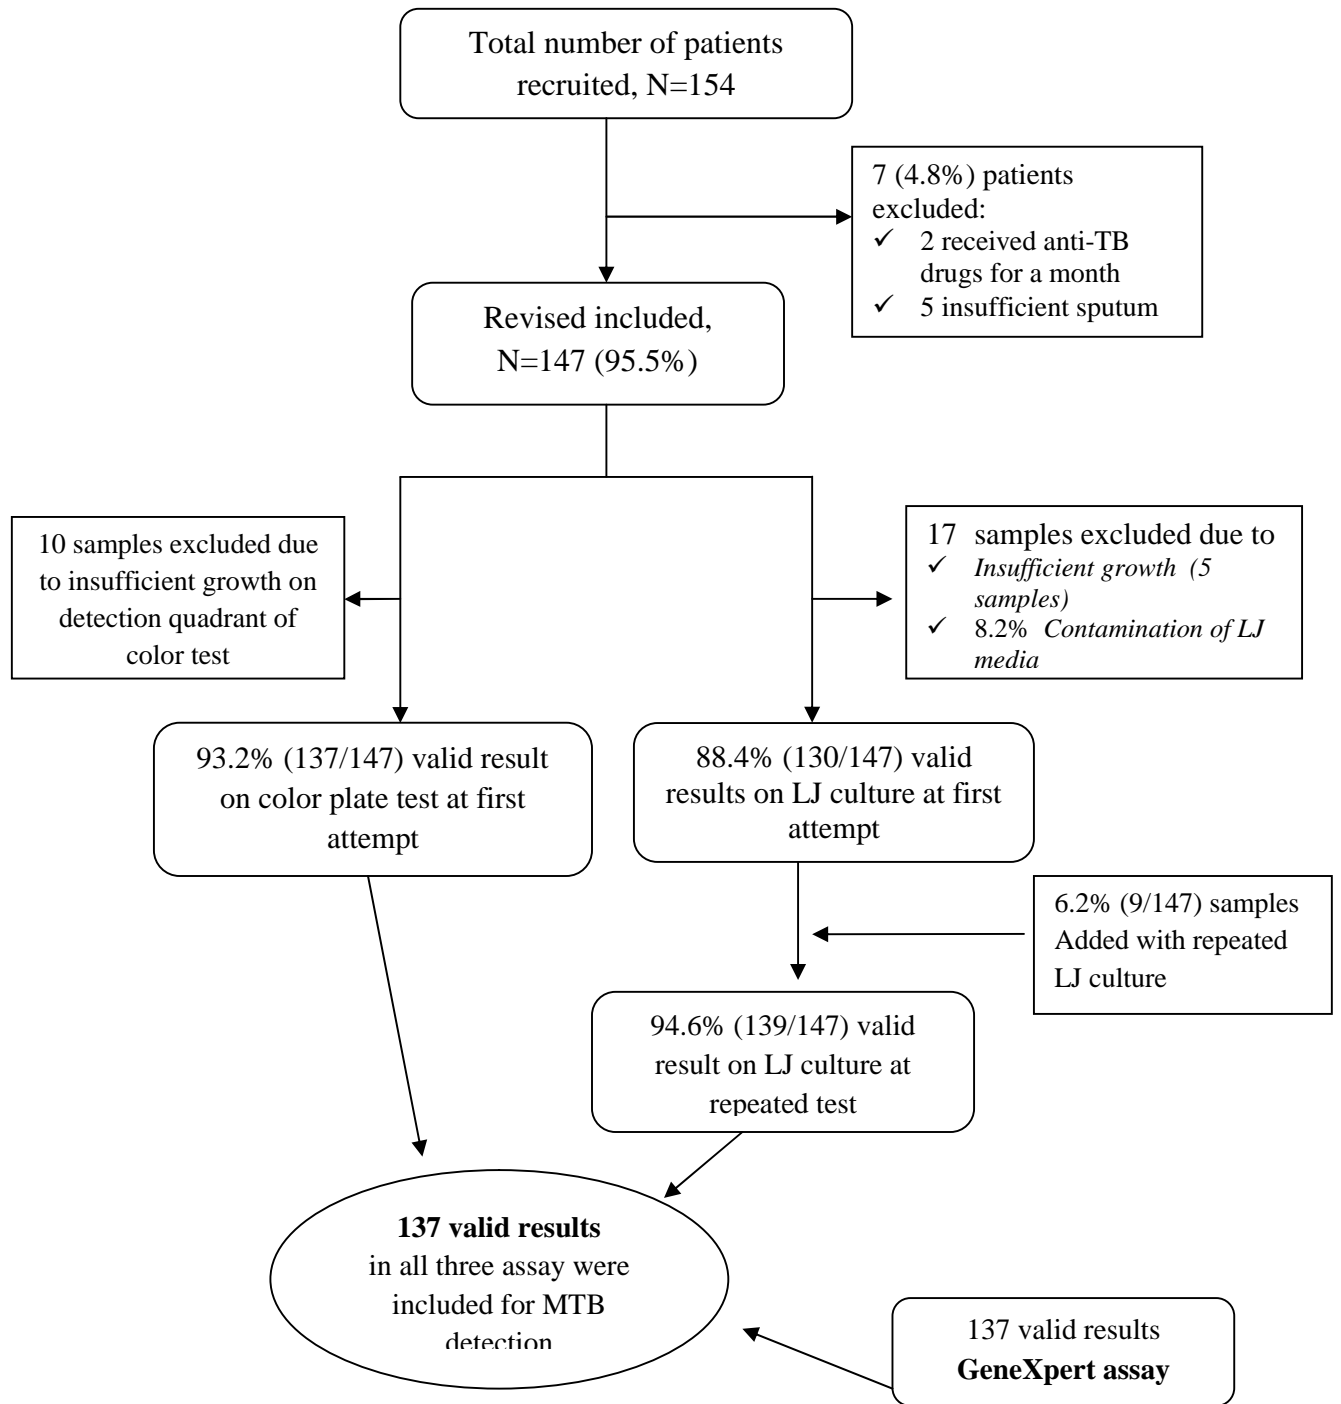 Total number of patients
recruited, N=154
7 (4.8%) patients
excluded:
✓ 2 received anti-TB
drugs for a month
✓ 5 insufficient sputum
Revised included,
N=147 (95.5%)
10 samples excluded due
to insufficient growth on
detection quadrant of
color test
17 samples excluded due to
✓ Insufficient growth (5
samples)
✓ 8.2% Contamination of LJ
media
93.2% (137/147) valid result
on color plate test at first
attempt
88.4% (130/147) valid
results on LJ culture at first
attempt
6.2% (9/147) samples
Added with repeated
LJ culture
94.6% (139/147) valid
result on LJ culture at
repeated test
137 valid results
in all three assay were
included for MTB
detection
137 valid results
GeneXpert assay